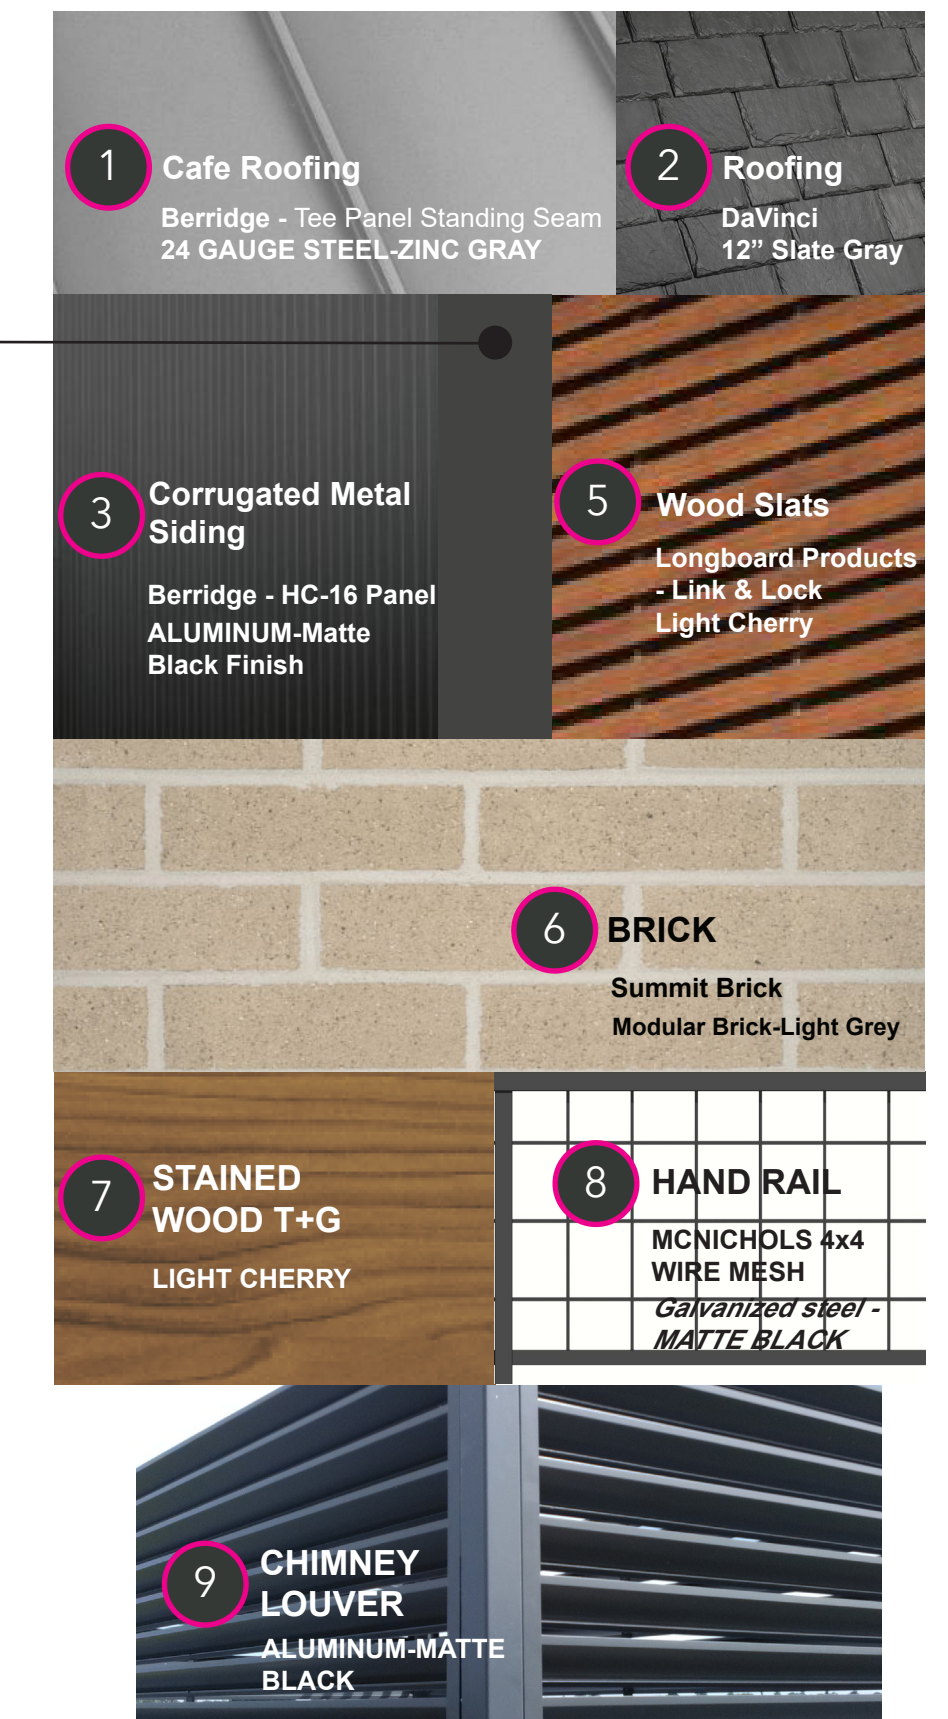 1
Cafe Roofing
Berridge - Tee Panel Standing Seam
24 GAUGE STEEL-ZINC GRAY
2
Roofing
DaVinci
12” Slate Gray
3
Corrugated Metal
Siding
Berridge - HC-16 Panel
ALUMINUM-Matte
Black Finish
5
Wood Slats
Longboard Products
- Link & Lock
Light Cherry
6
BRICK
Summit Brick
Modular Brick-Light Grey
7
STAINED
WOOD T+G
LIGHT CHERRY
8
HAND RAIL
MCNICHOLS 4x4
WIRE MESH
Galvanized steel -
MATTE BLACK
9
CHIMNEY
LOUVER
ALUMINUM-MATTE
BLACK